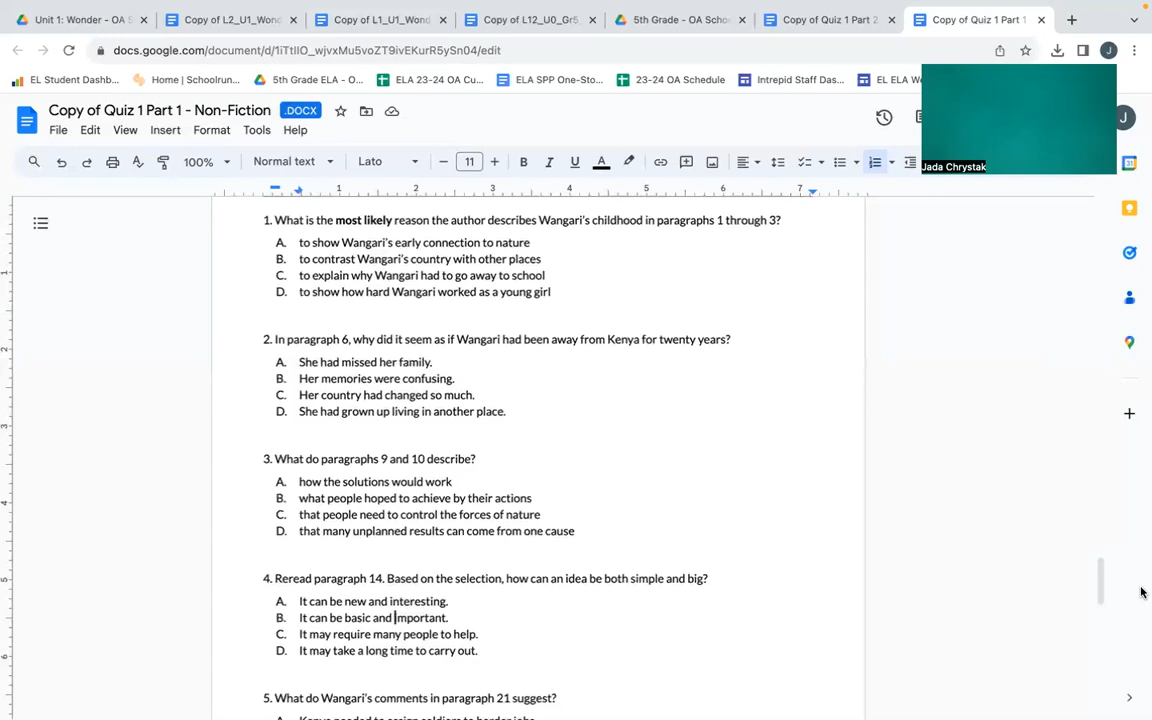 Unit 1: Wonder - OA S
Copy of L2_U1_Wond
Copy of L1_U1_Wond
Copy of L12_U0_Gr5_
5th Grade - OA Schoo
Copy of Quiz 1 Part 2
Copy of Quiz 1 Part 1
docs.google.com/document/d/1iTtIIO_wjvxMu5voZT9ivEKurR5ySn04/edit
J
EL Student Dashb...
Home | Schoolrun...
5th Grade ELA - O...
ELA 23-24 OA Cu...
ELA SPP One-Sto...
23-24 OA Schedule
Intrepid Staff Das...
EL ELA We
Copy of Quiz 1 Part 1 - Non-Fiction .DOCX
J
File Edit View Insert Format Tools Help
100% Normal text Lato 11 B I U A
Jada Chrystak
1 2 3 4 5 6 7
1. What is the most likely reason the author describes Wangari's childhood in paragraphs 1 through 3?
A. to show Wangari's early connection to nature
B. to contrast Wangari's country with other places
C. to explain why Wangari had to go away to school
D. to show how hard Wangari worked as a young girl
2. In paragraph 6, why did it seem as if Wangari had been away from Kenya for twenty years?
A. She had missed her family.
B. Her memories were confusing.
C. Her country had changed so much.
D. She had grown up living in another place.
3. What do paragraphs 9 and 10 describe?
A. how the solutions would work
B. what people hoped to achieve by their actions
C. that people need to control the forces of nature
D. that many unplanned results can come from one cause
4. Reread paragraph 14. Based on the selection, how can an idea be both simple and big?
A. It can be new and interesting.
B. It can be basic and important.
C. It may require many people to help.
D. It may take a long time to carry out.
5. What do Wangari's comments in paragraph 21 suggest?